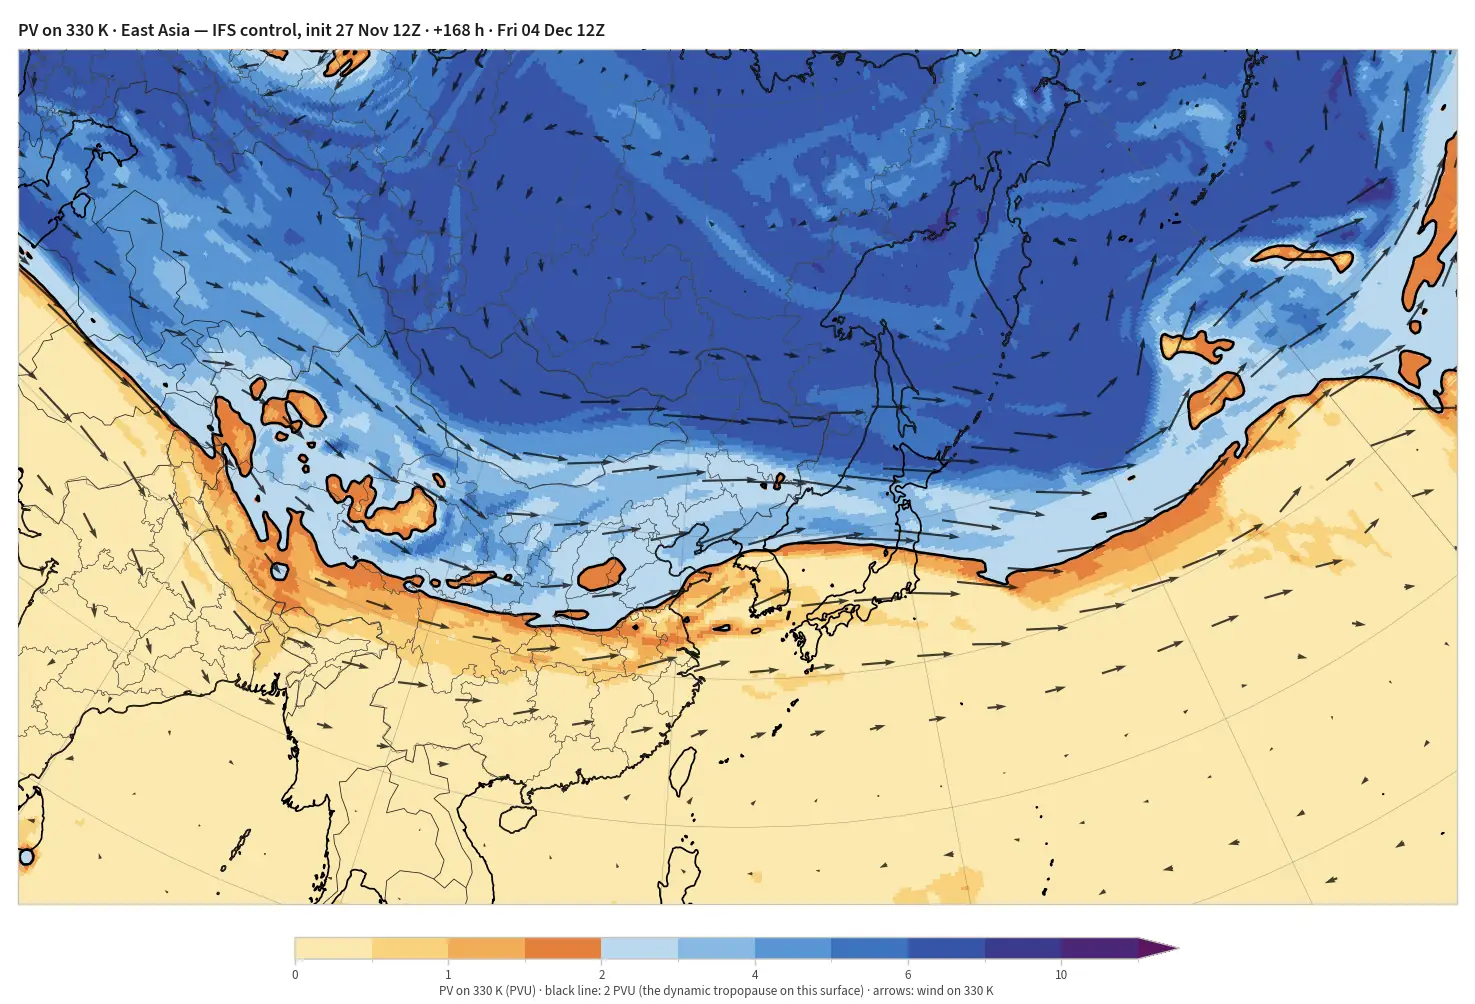 PV on 330 K · East Asia — IFS control, init 27 Nov 12Z · +168 h · Fri 04 Dec 12Z
0 1 2 4 6 10
PV on 330 K (PVU) · black line: 2 PVU (the dynamic tropopause on this surface) · arrows: wind on 330 K